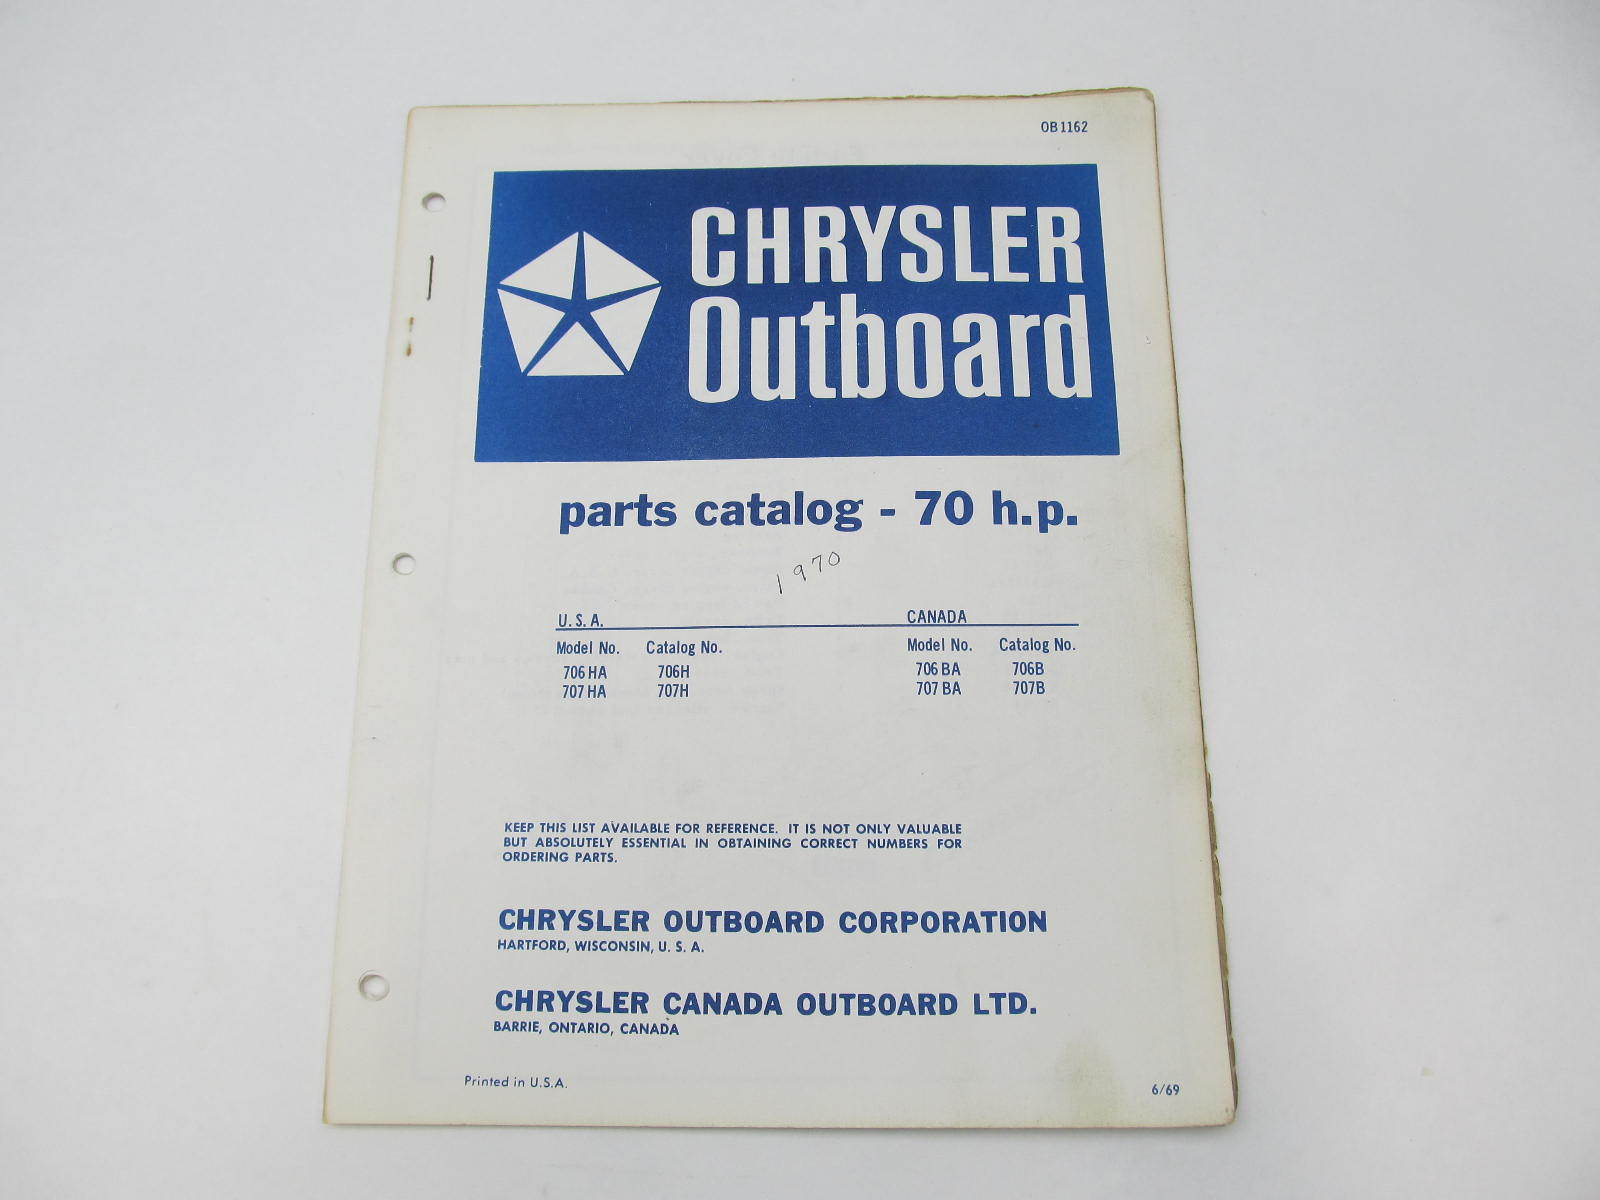 OB1162
CHRYSLER
Outboard
parts catalog - 70 h.p.
1970
U. S. A. CANADA
Model No. Catalog No. Model No. Catalog No.
706 HA 706H 706 BA 706B
707 HA 707H 707 BA 707B
KEEP THIS LIST AVAILABLE FOR REFERENCE. IT IS NOT ONLY VALUABLE
BUT ABSOLUTELY ESSENTIAL IN OBTAINING CORRECT NUMBERS FOR
ORDERING PARTS.
CHRYSLER OUTBOARD CORPORATION
HARTFORD, WISCONSIN, U. S. A.
CHRYSLER CANADA OUTBOARD LTD.
BARRIE, ONTARIO, CANADA
Printed in U.S.A. 6/69